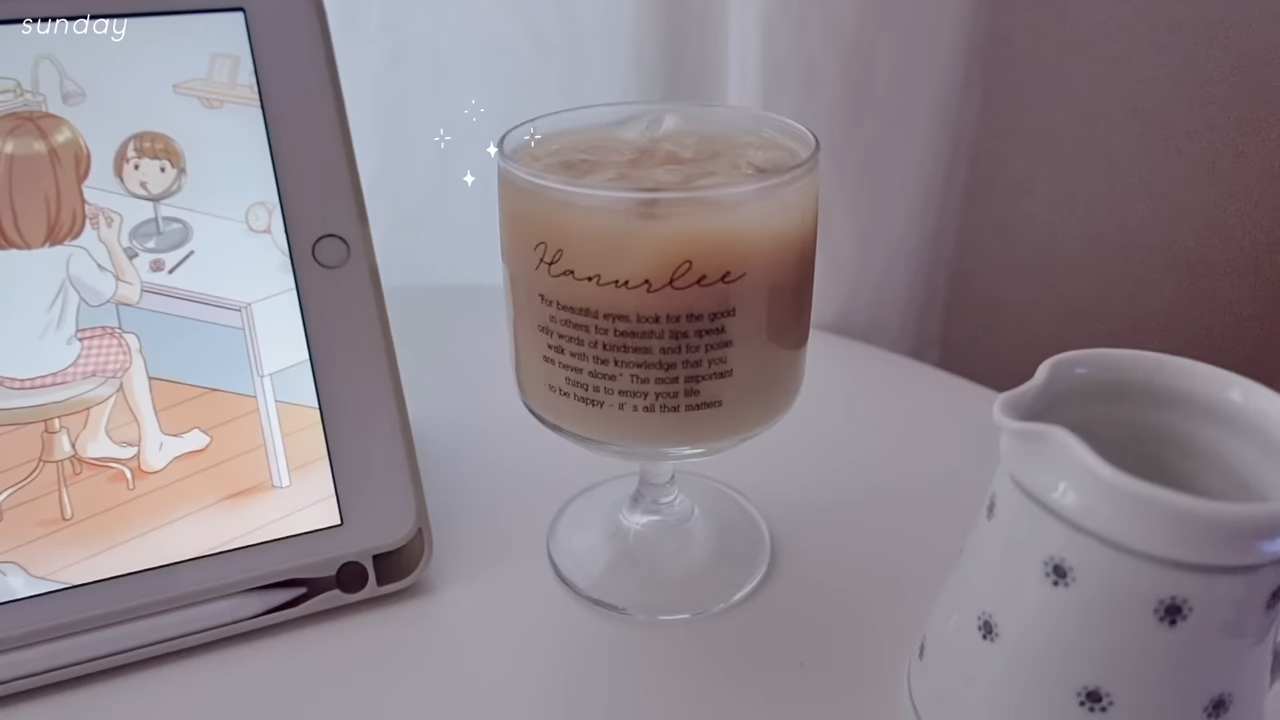 sunday
Hanurlee
"For beautiful eyes, look for the good
in others; for beautiful lips, speak
only words of kindness; and for poise
walk with the knowledge that you
are never alone." The most important
thing is to enjoy your life
to be happy - it' s all that matters